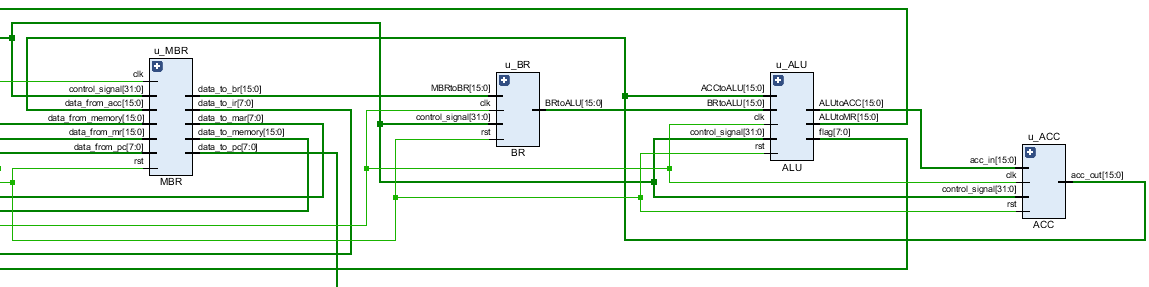 u_MBR
clk
control_signal[31:0]
data_from_acc[15:0]
data_from_memory[15:0]
data_from_mr[15:0]
data_from_pc[7:0]
rst
data_to_br[15:0]
data_to_ir[7:0]
data_to_mar[7:0]
data_to_memory[15:0]
data_to_pc[7:0]
MBR
u_BR
MBRtoBR[15:0]
clk
control_signal[31:0]
rst
BRtoALU[15:0]
BR
u_ALU
ACCtoALU[15:0]
BRtoALU[15:0]
clk
control_signal[31:0]
rst
ALUtoACC[15:0]
ALUtoMR[15:0]
flag[7:0]
ALU
u_ACC
acc_in[15:0]
clk
control_signal[31:0]
rst
acc_out[15:0]
ACC